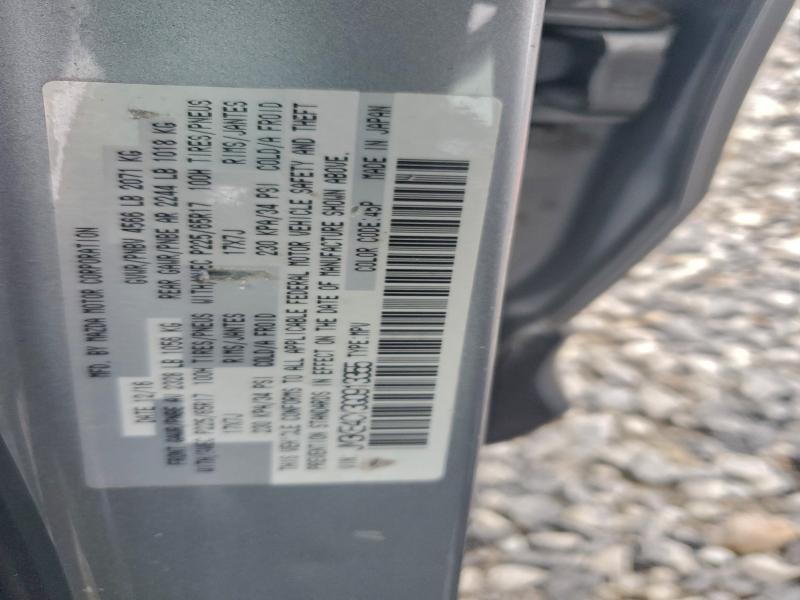 MFD. BY MAZDA MOTOR CORPORATION
DATE 12/16 GVWR/PNBV 4566 LB 2071 KG
FRONT GAWR/PNBE AV 2328 LB 1056 KG REAR GAWR/PNBE AR 2244 LB 1018 KG
WITH/AVEC P225/65R17 100H TIRES/PNEUS WITH/AVEC P225/65R17 100H TIRES/PNEUS
17X7J RIMS/JANTES 17X7J RIMS/JANTES
230 KPA/34 PSI COLD/A FROID 230 KPA/34 PSI COLD/A FROID
THIS VEHICLE CONFORMS TO ALL APPLICABLE FEDERAL MOTOR VEHICLE SAFETY AND THEFT
PREVENTION STANDARDS IN EFFECT ON THE DATE OF MANUFACTURE SHOWN ABOVE.
VIN: TYPE:MPV COLOR CODE:45P MADE IN JAPAN